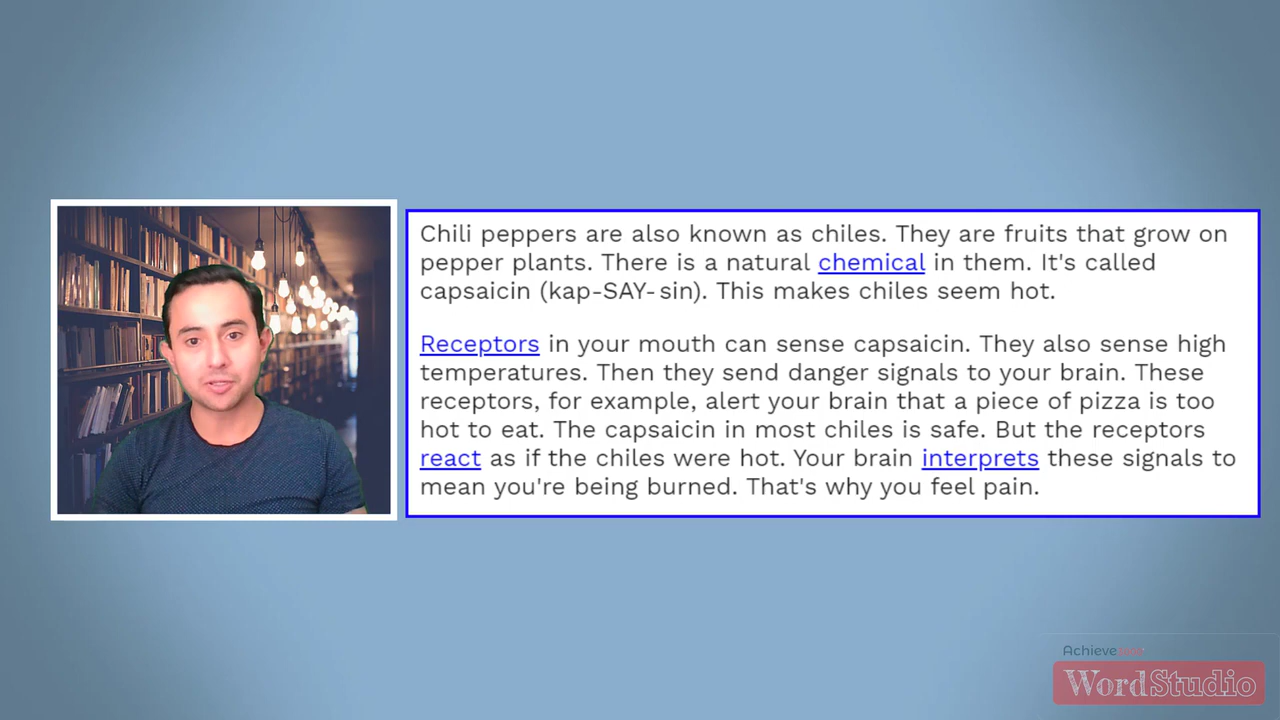 Chili peppers are also known as chiles. They are fruits that grow on
pepper plants. There is a natural chemical in them. It's called
capsaicin (kap-SAY-sin). This makes chiles seem hot.
Receptors in your mouth can sense capsaicin. They also sense high
temperatures. Then they send danger signals to your brain. These
receptors, for example, alert your brain that a piece of pizza is too
hot to eat. The capsaicin in most chiles is safe. But the receptors
react as if the chiles were hot. Your brain interprets these signals to
mean you're being burned. That's why you feel pain.
Achieve
WordStudio